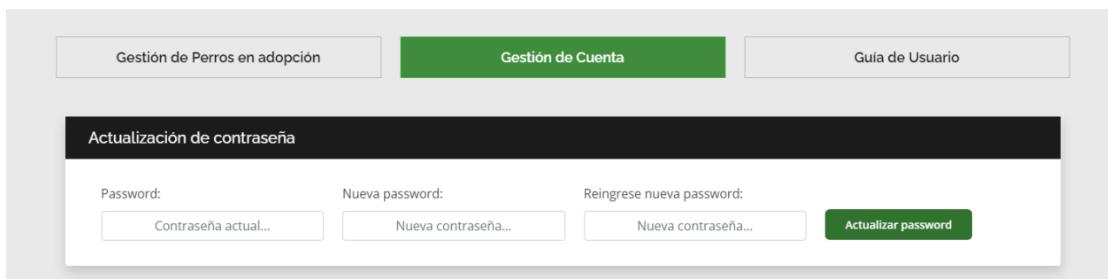 Gestión de Perros en adopción
Gestión de Cuenta
Guía de Usuario
Actualización de contraseña
Password:
Nueva password:
Reingrese nueva password:
Contraseña actual...
Nueva contraseña...
Nueva contraseña...
Actualizar password